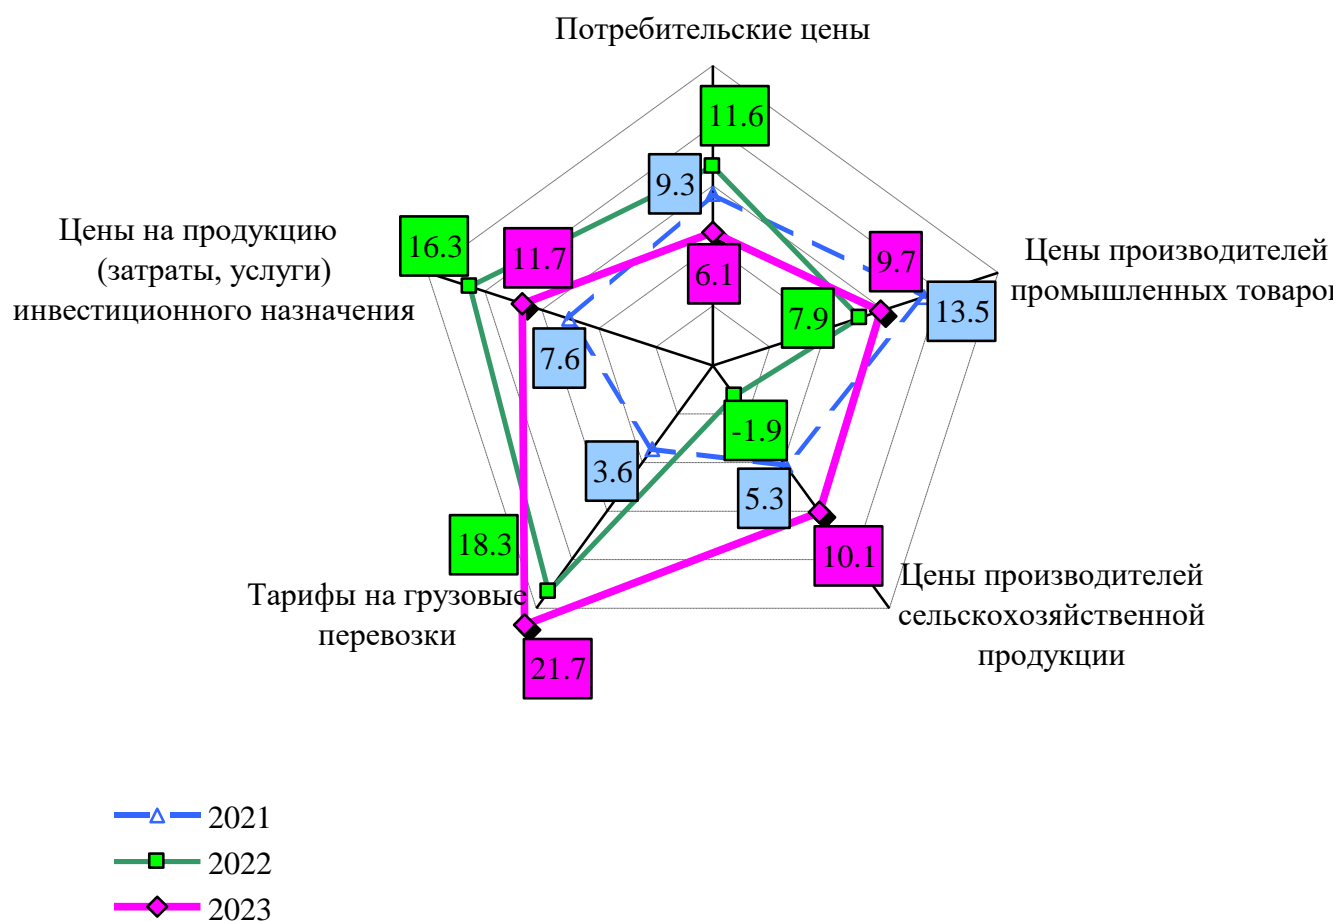 Потребительские цены
11.6
9.3
Цены на продукцию
(затраты, услуги)
инвестиционного назначения
16.3
11.7
6.1
9.7
Цены производителей
промышленных товаров
7.9
13.5
7.6
-1.9
3.6
5.3
18.3
10.1
Тарифы на грузовые
перевозки
Цены производителей
сельскохозяйственной
продукции
21.7
2021
2022
2023